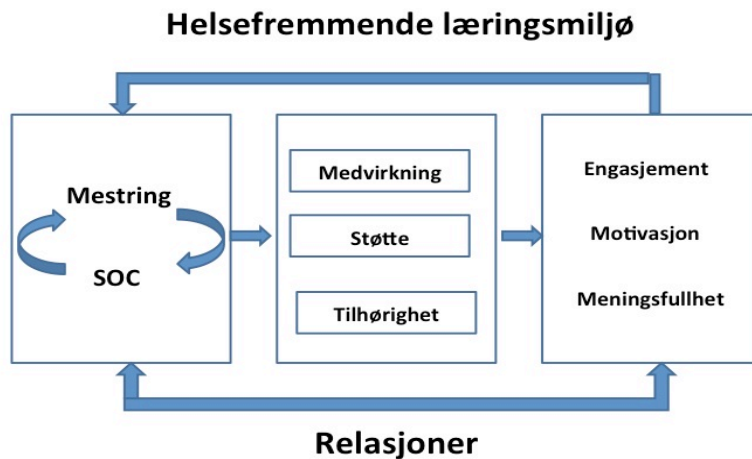 Helsefremmende læringsmiljø
Mestring
SOC
Medvirkning
Støtte
Tilhørighet
Engasjement
Motivasjon
Meningsfullhet
Relasjoner